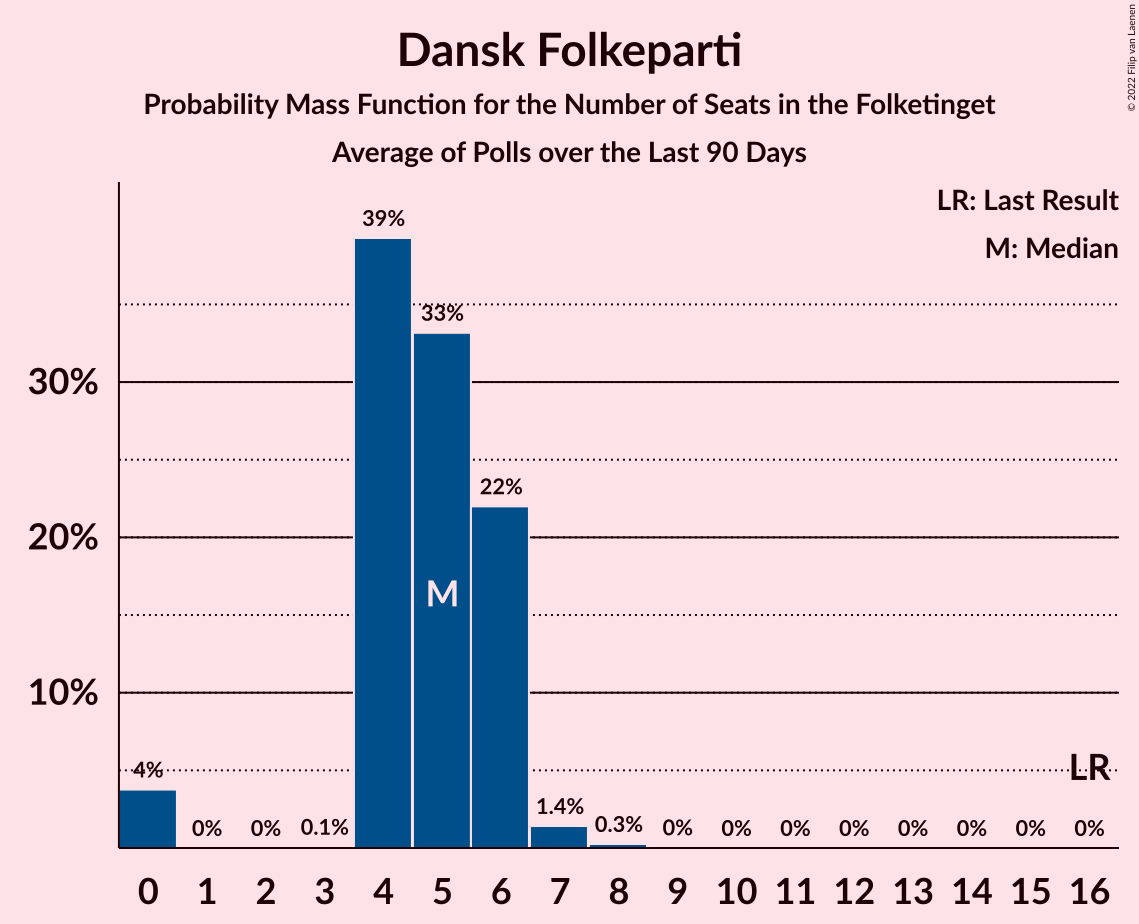 Dansk Folkeparti
Probability Mass Function for the Number of Seats in the Folketinget
Average of Polls over the Last 90 Days
© 2022 Filip van Laenen
LR: Last Result
M: Median
39%
33%
30%
22%
20%
M
10%
4%
LR
0%
0%
0.1%
1.4%
0.3%
0%
0%
0%
0%
0%
0%
0%
0%
0 1 2 3 4 5 6 7 8 9 10 11 12 13 14 15 16